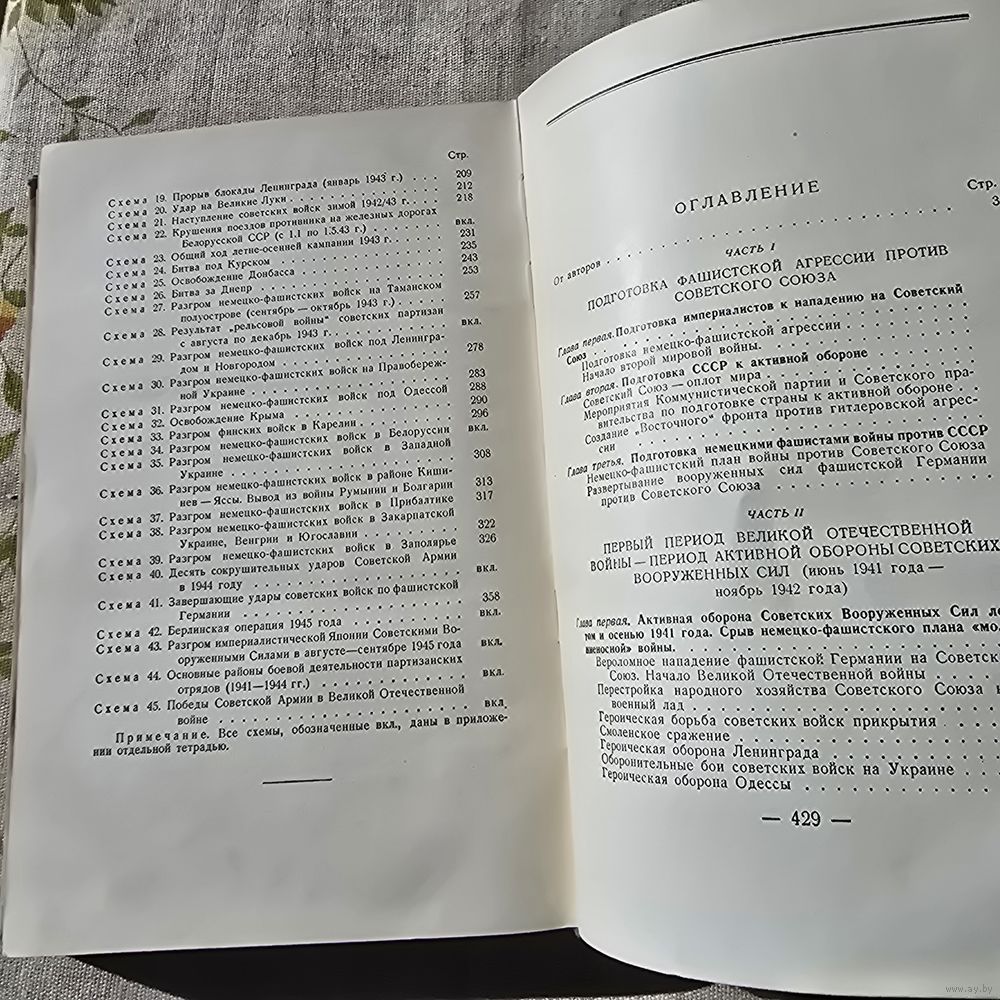 Стр.
Схема 19. Прорыв блокады Ленинграда (январь 1943 г.) . . . 209
Схема 20. Удар на Великие Луки . . . . . . . . . . 212
Схема 21. Наступление советских войск зимой 1942/43 г. . . . 218
Схема 22. Крушения поездов противника на железных дорогах
Белорусской ССР (с 1.1 по 1.5.43 г.) . . . . . . . вкл.
Схема 23. Общий ход летне-осенней кампании 1943 г. . . . . 231
Схема 24. Битва под Курском . . . . . . . . . . . 235
Схема 25. Освобождение Донбасса . . . . . . . . . . 243
Схема 26. Битва за Днепр . . . . . . . . . . . . 253
Схема 27. Разгром немецко-фашистских войск на Таманском
полуострове (сентябрь — октябрь 1943 г.) . . . . . 257
Схема 28. Результат „рельсовой войны“ советских партизан
с августа по декабрь 1943 г. . . . . . . . . . вкл.
Схема 29. Разгром немецко-фашистских войск под Ленингра-
дом и Новгородом . . . . . . . . . . . . . 278
Схема 30. Разгром немецко-фашистских войск на Правобереж-
ной Украине . . . . . . . . . . . . . . . 283
Схема 31. Разгром немецко-фашистских войск под Одессой 288
Схема 32. Освобождение Крыма . . . . . . . . . . . 290
Схема 33. Разгром финских войск в Карелии . . . . . . . 296
Схема 34. Разгром немецко-фашистских войск в Белоруссии вкл.
Схема 35. Разгром немецко-фашистских войск в Западной
Украине . . . . . . . . . . . . . . . . 308
Схема 36. Разгром немецко-фашистских войск в районе Киши-
нев — Яссы. Вывод из войны Румынии и Болгарии 313
Схема 37. Разгром немецко-фашистских войск в Прибалтике 317
Схема 38. Разгром немецко-фашистских войск в Закарпатской
Украине, Венгрии и Югославии . . . . . . . . . 322
Схема 39. Разгром немецко-фашистских войск в Заполярье 326
Схема 40. Десять сокрушительных ударов Советской Армии
в 1944 году . . . . . . . . . . . . . . . вкл.
Схема 41. Завершающие удары советских войск по фашистской
Германии . . . . . . . . . . . . . . . . 358
Схема 42. Берлинская операция 1945 года . . . . . . . . вкл.
Схема 43. Разгром империалистической Японии Советскими Во-
оруженными Силами в августе—сентябре 1945 года вкл.
Схема 44. Основные районы боевой деятельности партизанских
отрядов (1941—1944 гг.) . . . . . . . . . . . вкл.
Схема 45. Победы Советской Армии в Великой Отечественной
войне . . . . . . . . . . . . . . . . . вкл.
Примечание. Все схемы, обозначенные вкл., даны в приложе-
нии отдельной тетрадью.
ОГЛАВЛЕНИЕ
Стр.
От авторов . . . . . . . . . . . . . . . . . 3
ЧАСТЬ I
ПОДГОТОВКА ФАШИСТСКОЙ АГРЕССИИ ПРОТИВ
СОВЕТСКОГО СОЮЗА
Глава первая. Подготовка империалистов к нападению на Советский
Союз . . . . . . . . . . . . . . . .
Подготовка немецко-фашистской агрессии . . . . . . .
Начало второй мировой войны. . . . . . . . . . .
Глава вторая. Подготовка СССР к активной обороне
Советский Союз — оплот мира . . . . . . . . . .
Мероприятия Коммунистической партии и Советского пра-
вительства по подготовке страны к активной обороне . .
Создание „Восточного“ фронта против гитлеровской агрес-
сии . . . . . . . . . . . . . . . . .
Глава третья. Подготовка немецкими фашистами войны против СССР
Немецко-фашистский план войны против Советского Союза
Развертывание вооруженных сил фашистской Германии
против Советского Союза . . . . . . . . . . .
ЧАСТЬ II
ПЕРВЫЙ ПЕРИОД ВЕЛИКОЙ ОТЕЧЕСТВЕННОЙ
ВОЙНЫ — ПЕРИОД АКТИВНОЙ ОБОРОНЫ СОВЕТСКИХ
ВООРУЖЕННЫХ СИЛ (июнь 1941 года —
ноябрь 1942 года)
Глава первая. Активная оборона Советских Вооруженных Сил ле-
том и осенью 1941 года. Срыв немецко-фашистского плана «мол-
ниеносной» войны. . . . . . . . . . . . . . .
Вероломное нападение фашистской Германии на Советск
Союз. Начало Великой Отечественной войны . . . . .
Перестройка народного хозяйства Советского Союза н
военный лад . . . . . . . . . . . . . . .
Героическая борьба советских войск прикрытия . . . .
Смоленское сражение . . . . . . . . . . . . .
Героическая оборона Ленинграда . . . . . . . . .
Оборонительные бои советских войск на Украине . . .
Героическая оборона Одессы . . . . . . . . . . .
— 429 —
www.ay.by